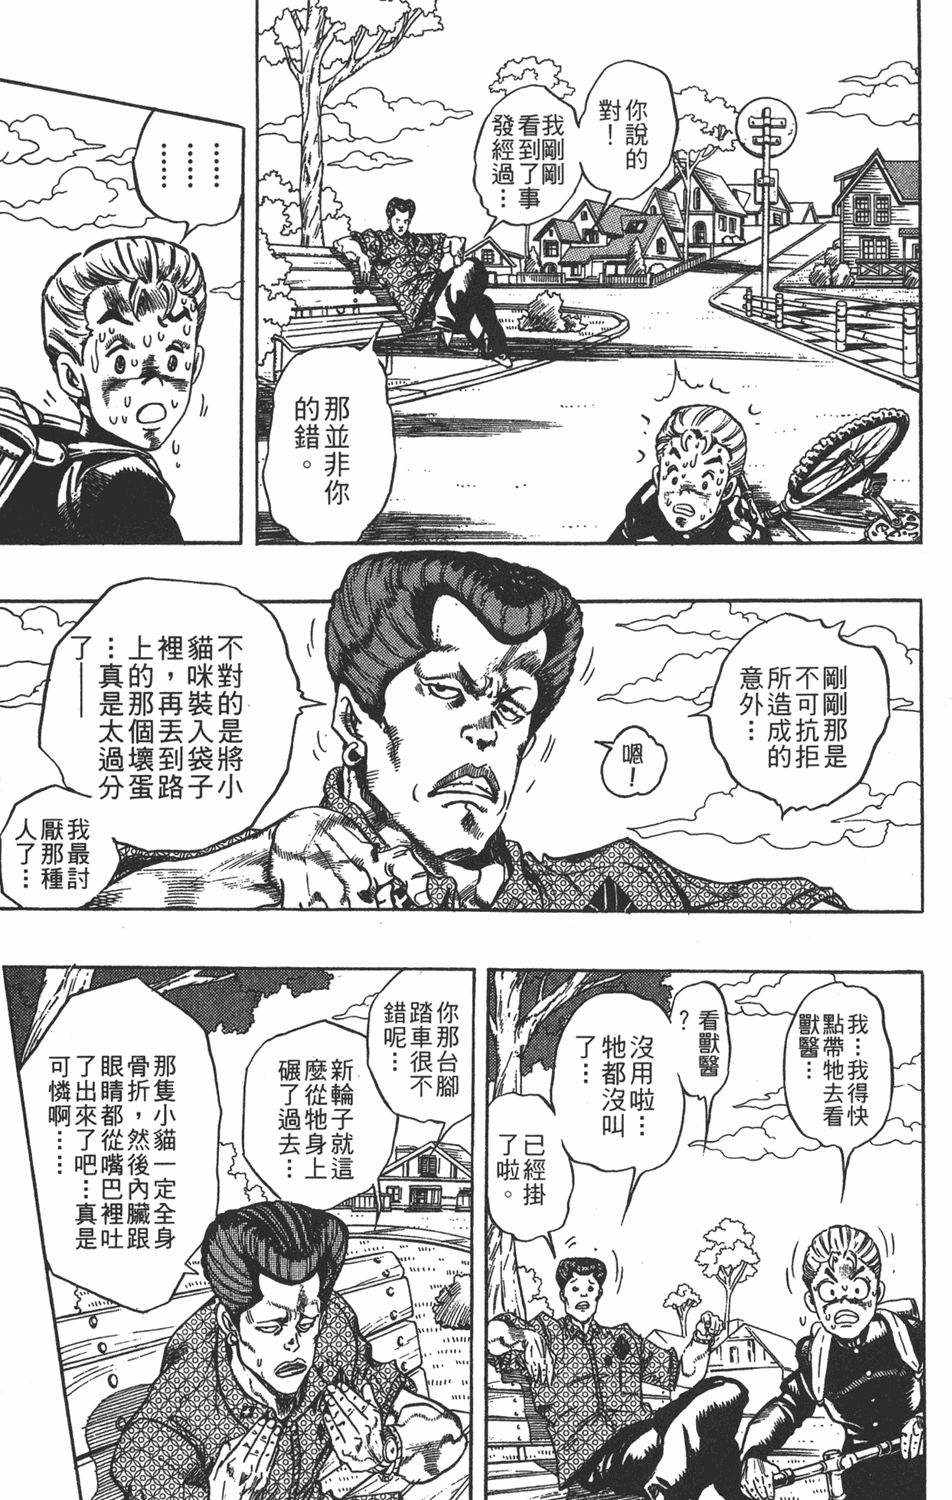 你說的
對！
我剛剛
看到了事
發經過…
那並非你
的錯。
………
………
………
剛剛那是
不可抗拒
所造成的
意外…
嗯！
不對的是將小
貓咪裝入袋子
裡，再丟到路
上的那個壞蛋
…真是太過分
了——
我最討
厭那種
人了…
我…我得快
點帶牠去看
獸醫…
看獸醫
？
沒用啦…
牠都沒叫
了…
已經掛
了啦。
你那台腳
踏車很不
錯呢…
新輪子就這
麼從牠身上
碾了過去…
那隻小貓一定全身
骨折，然後內臟跟
眼睛都從嘴巴裡吐
了出來了吧…真是
可憐啊……